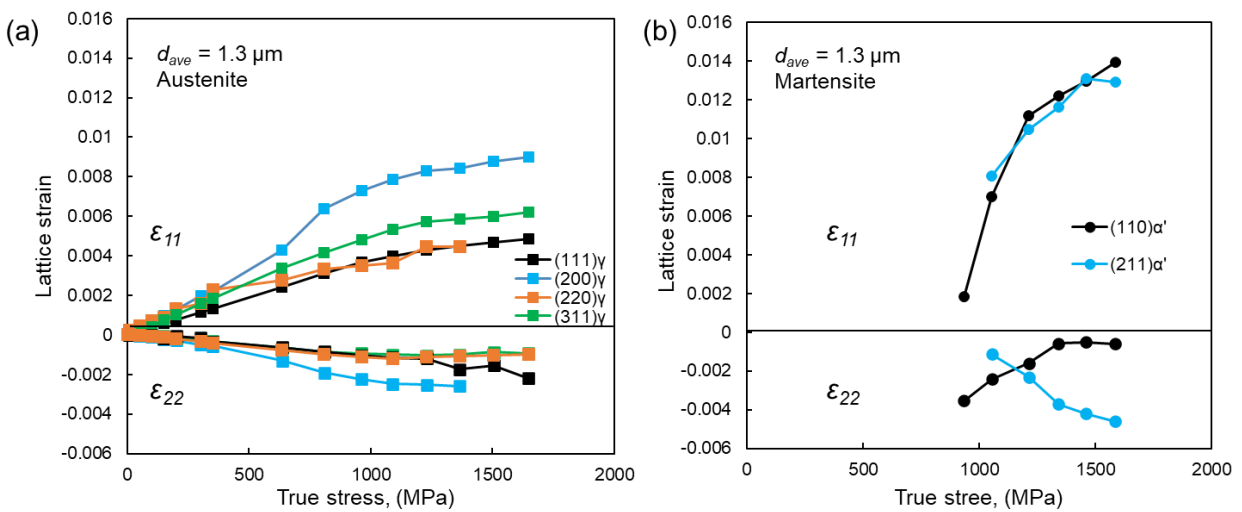 (a)
0.016
0.014
0.012
0.01
0.008
0.006
0.004
0.002
0
-0.002
-0.004
-0.006
Lattice strain
d_ave = 1.3 µm
Austenite
ε11
ε22
(111)γ
(200)γ
(220)γ
(311)γ
0
500
1000
1500
2000
True stress, (MPa)
(b)
0.016
0.014
0.012
0.01
0.008
0.006
0.004
0.002
0
-0.002
-0.004
-0.006
Lattice strain
d_ave = 1.3 µm
Martensite
ε11
ε22
(110)α'
(211)α'
0
500
1000
1500
2000
True stree, (MPa)